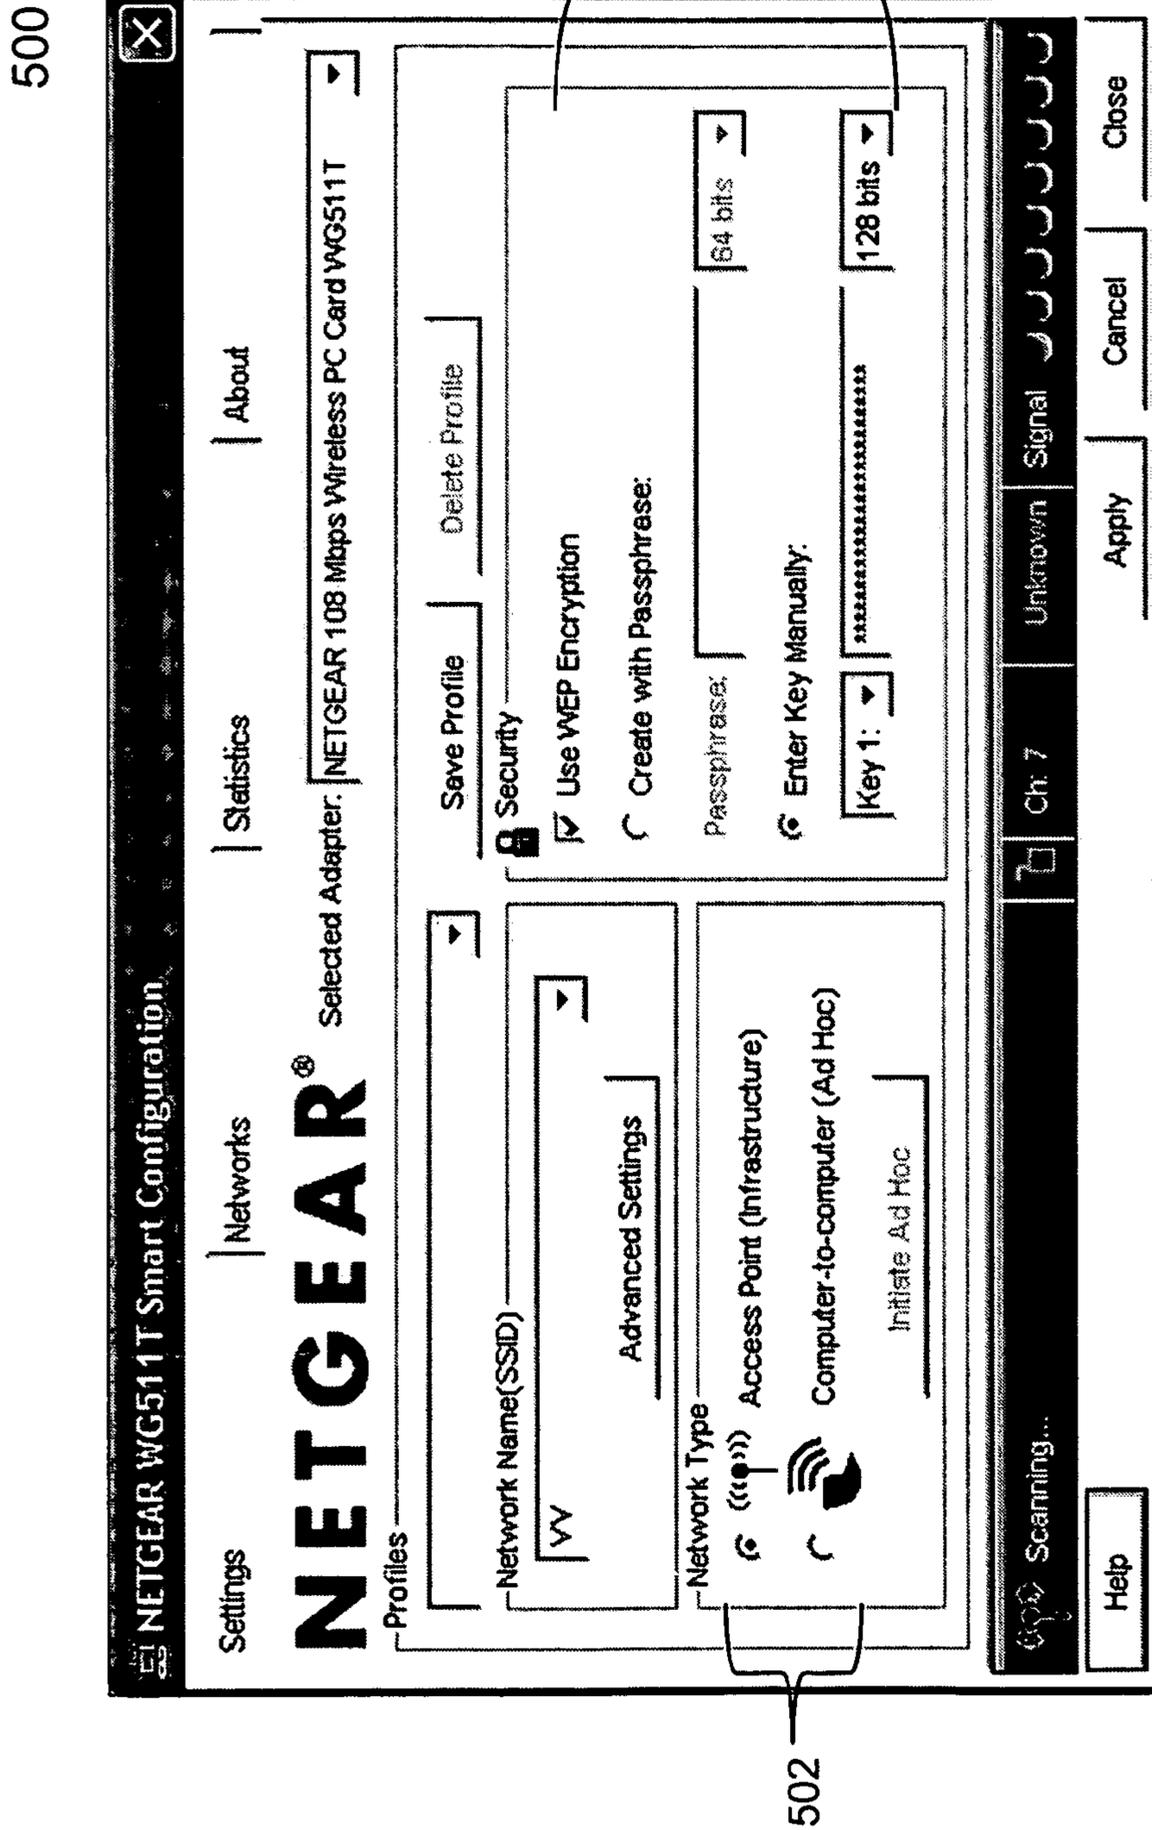 500
NETGEAR WG511T Smart Configuration
Settings Networks Statistics About
NETGEAR®
Selected Adapter: NETGEAR 108 Mbps Wireless PC Card WG511T
Profiles
Save Profile Delete Profile
Network Name(SSID)
VV
Advanced Settings
Network Type
Access Point (Infrastructure)
Computer-to-computer (Ad Hoc)
Initiate Ad Hoc
502
Security
Use WEP Encryption
Create with Passphrase:
Passphrase: 64 bits
Enter Key Manually:
Key 1: ************************** 128 bits
Scanning... Ch: 7 Unknown Signal
Help Apply Cancel Close